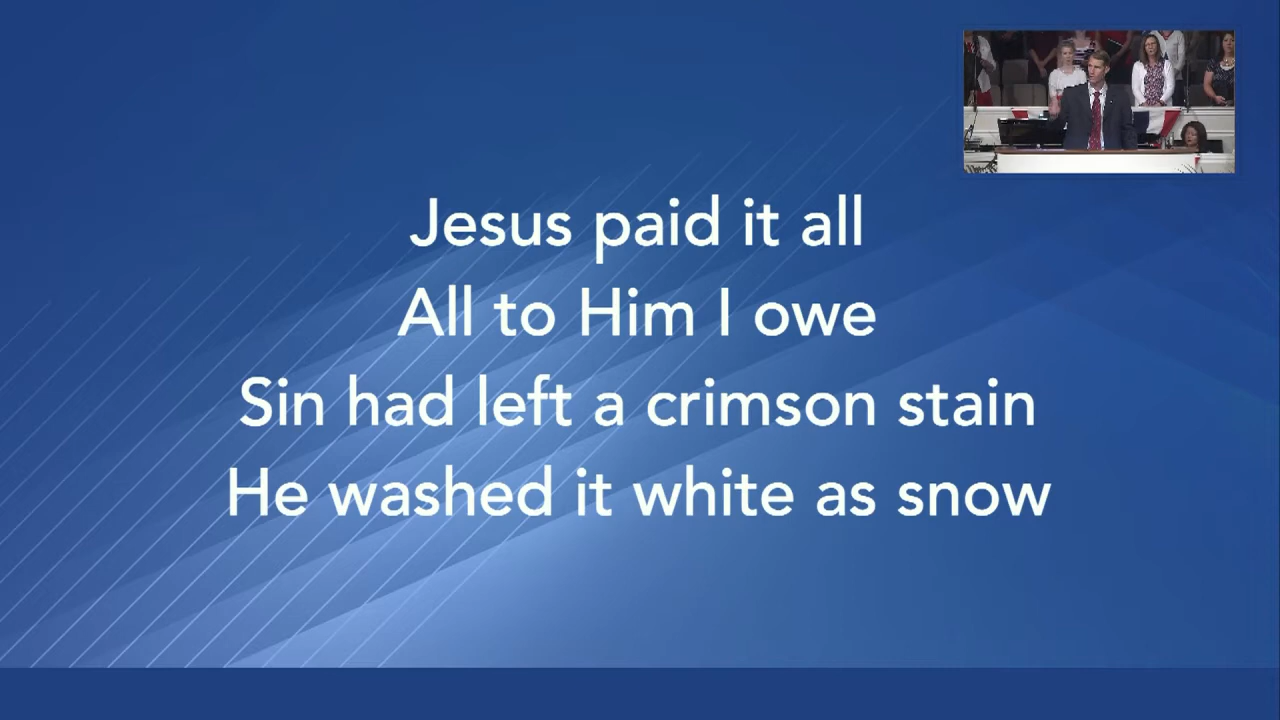 Jesus paid it all
All to Him I owe
Sin had left a crimson stain
He washed it white as snow